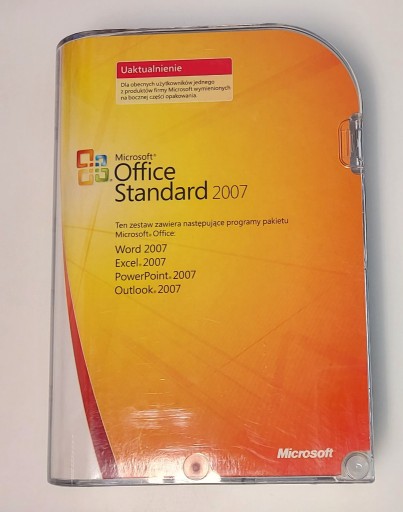 Uaktualnienie
Dla obecnych użytkowników jednego
z produktów firmy Microsoft wymienionych
na bocznej części opakowania.
Microsoft®
Office
Standard 2007
Ten zestaw zawiera następujące programy pakietu
Microsoft® Office:
Word 2007
Excel® 2007
PowerPoint® 2007
Outlook® 2007
Microsoft